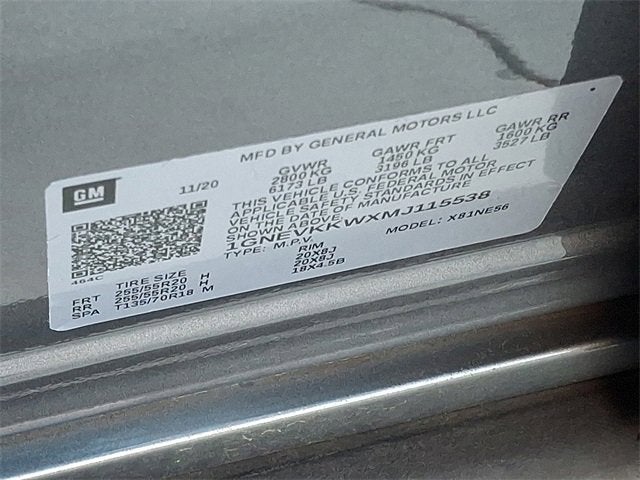 GM
11/20
MFD BY GENERAL MOTORS LLC
GVWR GAWR FRT GAWR RR
2800 KG 1450 KG 1600 KG
6173 LB 3196 LB 3527 LB
THIS VEHICLE CONFORMS TO ALL
APPLICABLE U.S. FEDERAL MOTOR
VEHICLE SAFETY STANDARDS IN EFFECT
ON THE DATE OF MANUFACTURE
SHOWN ABOVE.
1GNEVKKWXMJ115538
TYPE: M.P.V. MODEL: X81NE56
464C
TIRE SIZE RIM
FRT 255/55R20 H 20X8J
RR 255/55R20 H 20X8J
SPA T135/70R18 M 18X4.5B